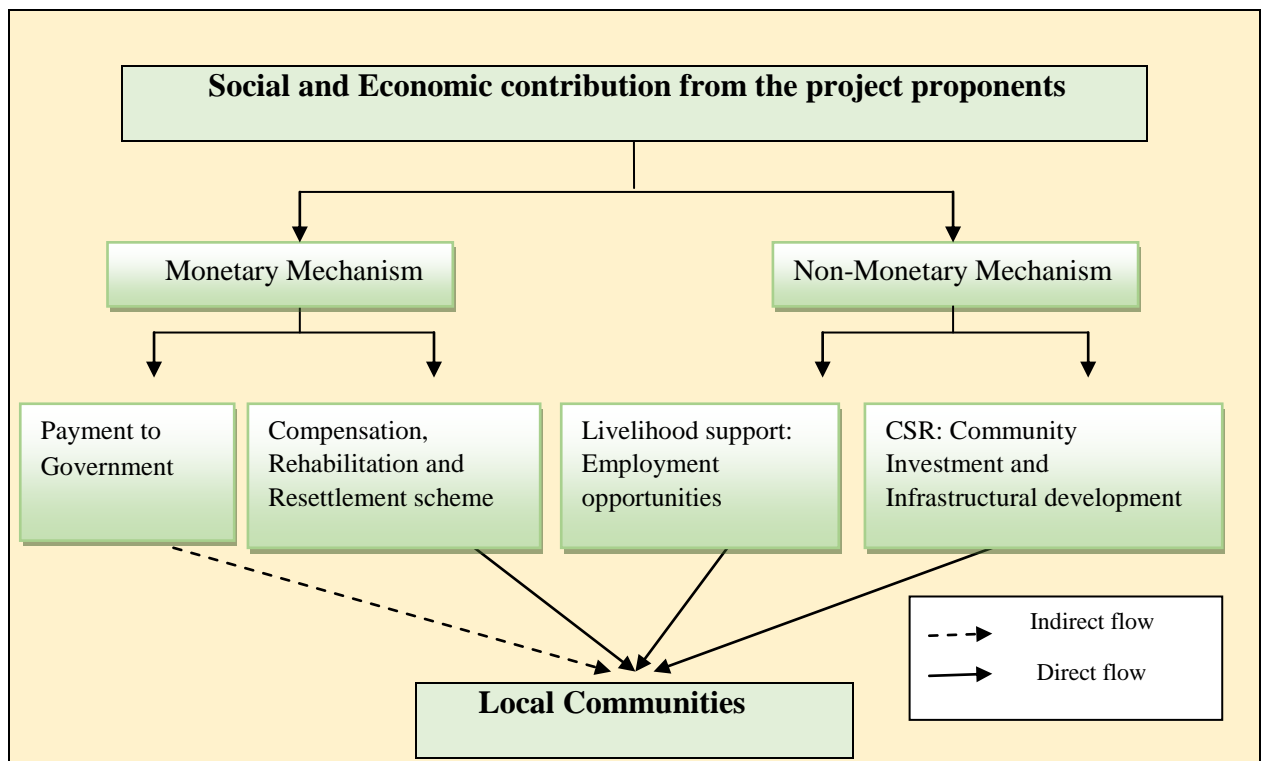 Social and Economic contribution from the project proponents
Monetary Mechanism
Non-Monetary Mechanism
Payment to
Government
Compensation,
Rehabilitation and
Resettlement scheme
Livelihood support:
Employment
opportunities
CSR: Community
Investment and
Infrastructural development
Indirect flow
Direct flow
Local Communities